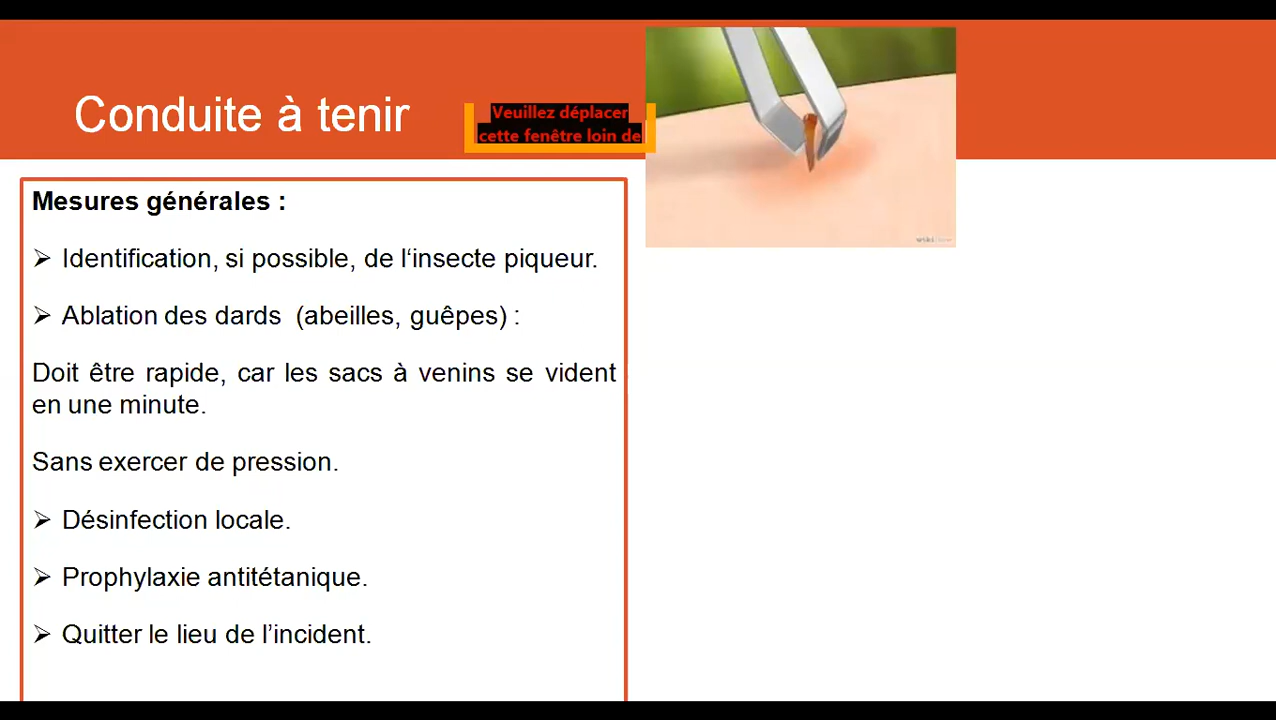 Conduite à tenir
Veuillez déplacer
cette fenêtre loin de
Mesures générales :
➢ Identification, si possible, de l‘insecte piqueur.
➢ Ablation des dards (abeilles, guêpes) :
Doit être rapide, car les sacs à venins se vident
en une minute.
Sans exercer de pression.
➢ Désinfection locale.
➢ Prophylaxie antitétanique.
➢ Quitter le lieu de l’incident.